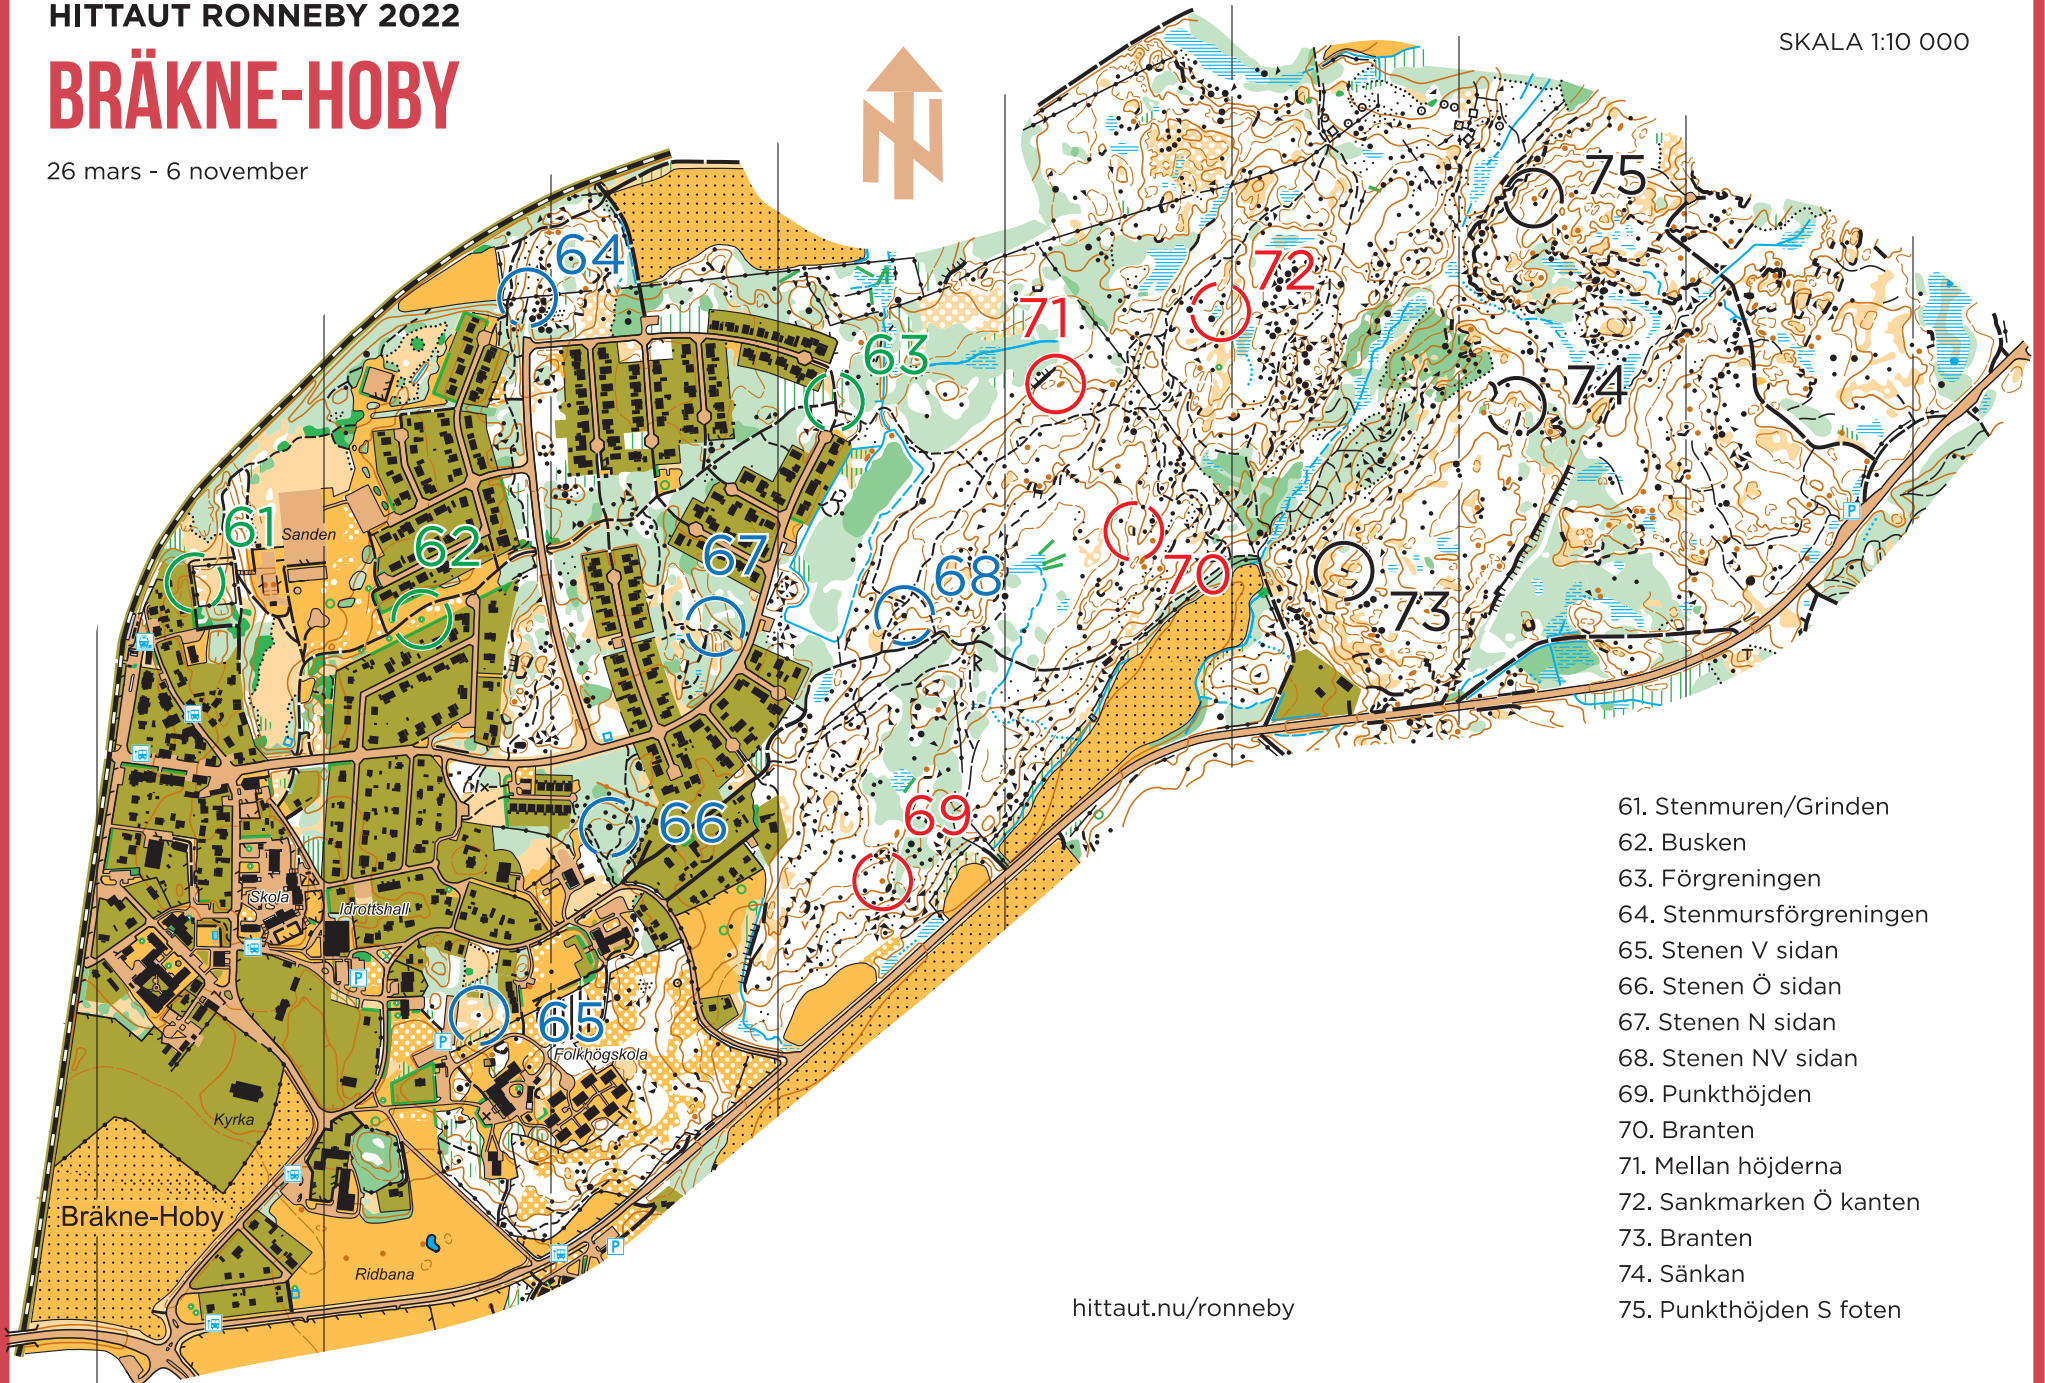 HITTAUT RONNEBY 2022
BRÄKNE-HOBY
26 mars - 6 november
SKALA 1:10 000
N
75
64
72
71
63
74
61
Sanden
62
67
68
70
73
P
66
69
Skola
Idrottshall
P
65
P
Folkhögskola
Kyrka
Bräkne-Hoby
P
Ridbana
61. Stenmuren/Grinden
62. Busken
63. Förgreningen
64. Stenmursförgreningen
65. Stenen V sidan
66. Stenen Ö sidan
67. Stenen N sidan
68. Stenen NV sidan
69. Punkthöjden
70. Branten
71. Mellan höjderna
72. Sankmarken Ö kanten
73. Branten
74. Sänkan
75. Punkthöjden S foten
hittaut.nu/ronneby